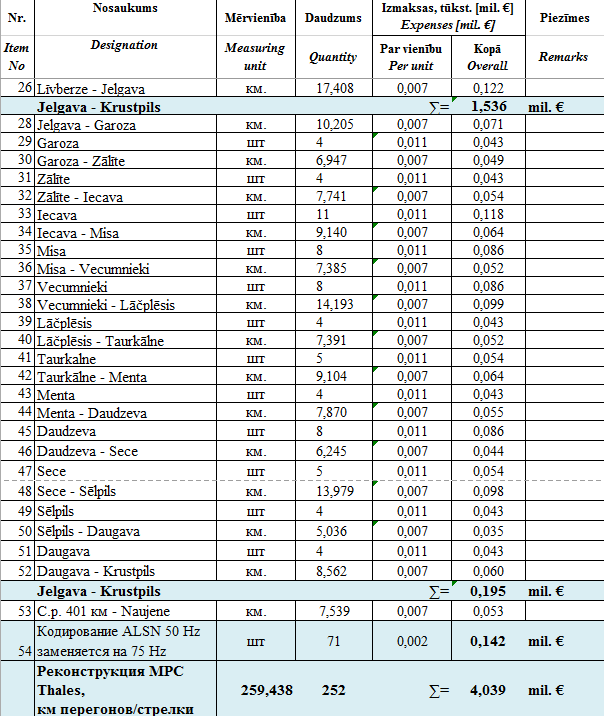 Nr. Nosaukums Mērvienība Daudzums Izmaksas, tūkst. [mil. €] Piezīmes
Expenses [mil. €]
Item No Designation Measuring unit Quantity Par vienību Per unit Kopā Overall Remarks
26 Līvberze - Jelgava км. 17,408 0,007 0,122
Jelgava - Krustpils ∑= 1,536 mil. €
28 Jelgava - Garoza км. 10,205 0,007 0,071
29 Garoza шт 4 0,011 0,043
30 Garoza - Zālīte км. 6,947 0,007 0,049
31 Zālīte шт 4 0,011 0,043
32 Zālīte - Iecava км. 7,741 0,007 0,054
33 Iecava шт 11 0,011 0,118
34 Iecava - Misa км. 9,140 0,007 0,064
35 Misa шт 8 0,011 0,086
36 Misa - Vecumnieki км. 7,385 0,007 0,052
37 Vecumnieki шт 8 0,011 0,086
38 Vecumnieki - Lāčplēsis км. 14,193 0,007 0,099
39 Lāčplēsis шт 4 0,011 0,043
40 Lāčplēsis - Taurkālne км. 7,391 0,007 0,052
41 Taurkalne шт 5 0,011 0,054
42 Taurkālne - Menta км. 9,104 0,007 0,064
43 Menta шт 4 0,011 0,043
44 Menta - Daudzeva км. 7,870 0,007 0,055
45 Daudzeva шт 8 0,011 0,086
46 Daudzeva - Sece км. 6,245 0,007 0,044
47 Sece шт 5 0,011 0,054
48 Sece - Sēlpils км. 13,979 0,007 0,098
49 Sēlpils шт 4 0,011 0,043
50 Sēlpils - Daugava км. 5,036 0,007 0,035
51 Daugava шт 4 0,011 0,043
52 Daugava - Krustpils км. 8,562 0,007 0,060
Jelgava - Krustpils ∑= 0,195 mil. €
53 C.p. 401 км - Naujene км. 7,539 0,007 0,053
54 Кодирование ALSN 50 Hz заменяется на 75 Hz шт 71 0,002 0,142 mil. €
Реконструкция МРС
Thales, 259,438 252 ∑= 4,039 mil. €
км перегонов/стрелки